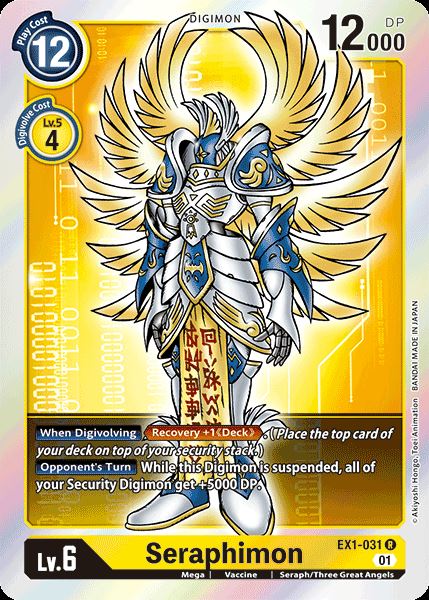 Play Cost
12
DIGIMON
DP
12000
Digivolve Cost
Lv.5
4
When Digivolving Recovery +1《Deck》. (Place the top card of
your deck on top of your security stack.)
Opponent's Turn While this Digimon is suspended, all of
your Security Digimon get +5000 DP.
©Akiyoshi Hongo, Toei Animation · BANDAI MADE IN JAPAN
Lv.6
Seraphimon
EX1-031 R
01
Mega | Vaccine | Seraph/Three Great Angels